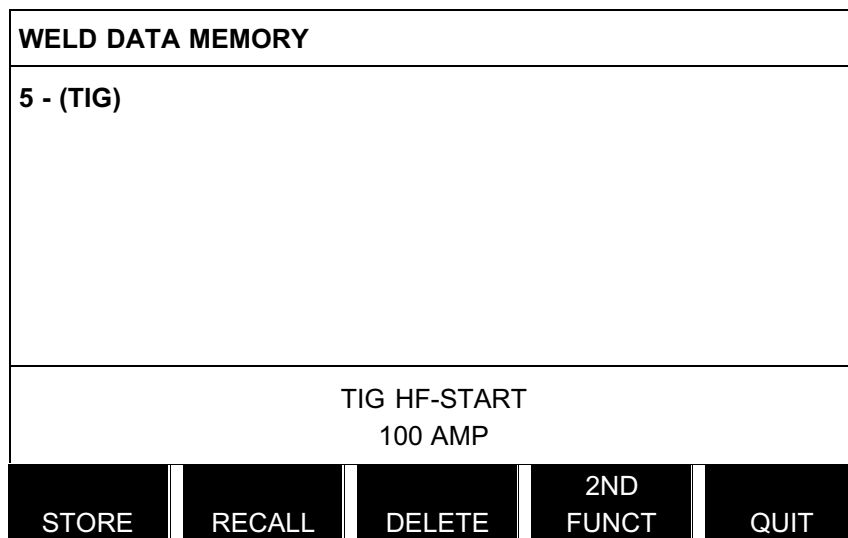 WELD DATA MEMORY
5 - (TIG)
TIG HF-START
100 AMP
STORE RECALL DELETE 2ND FUNCT QUIT